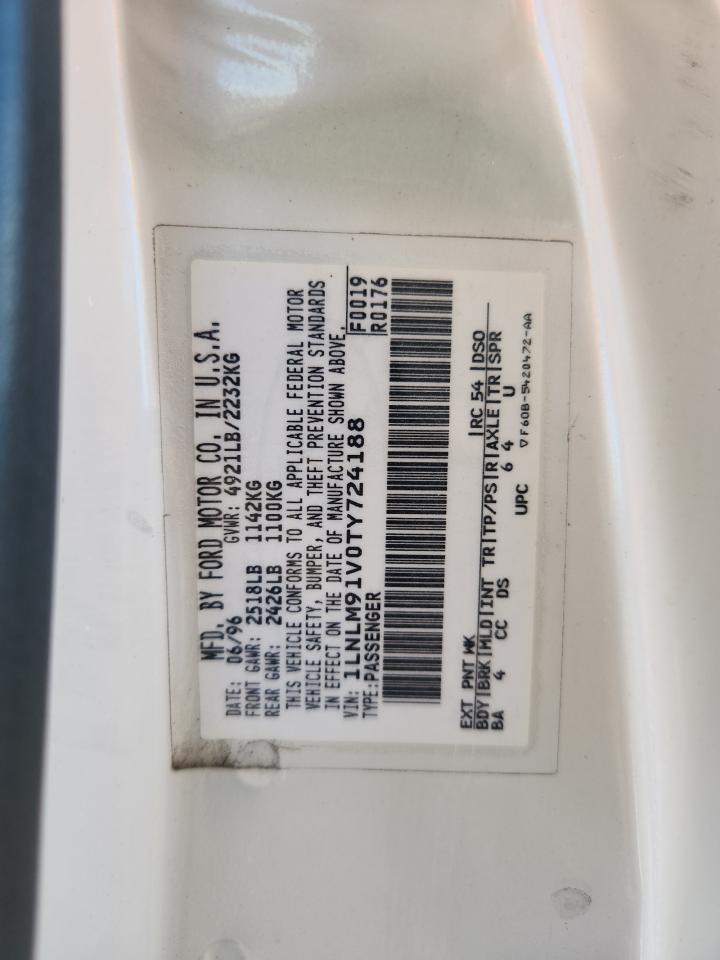 MFD. BY FORD MOTOR CO. IN U.S.A.
DATE: 06/96 GVWR: 4921LB/2232KG
FRONT GAWR: 2518LB 1142KG
REAR GAWR: 2426LB 1100KG
THIS VEHICLE CONFORMS TO ALL APPLICABLE FEDERAL MOTOR
VEHICLE SAFETY, BUMPER, AND THEFT PREVENTION STANDARDS
IN EFFECT ON THE DATE OF MANUFACTURE SHOWN ABOVE.
VIN: 1LNLM91V0TY724188 F0019
TYPE: PASSENGER R0176
EXT PNT WK RC 54 DSO
BDY BRK MLD INT TR TP/PS R AXLE TR SPR
BA 4 CC DS 6 4 U
UPC
▽F60B-5420472-AA